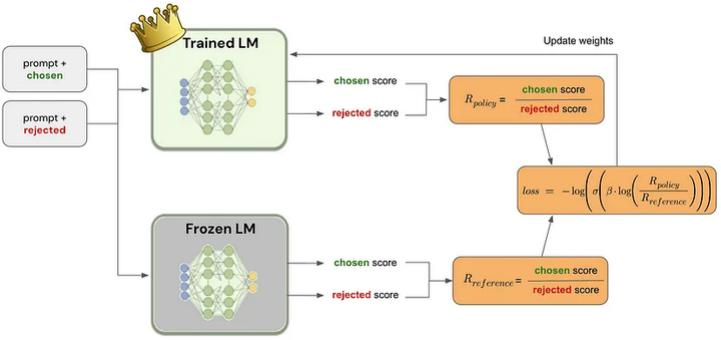 Update weights
Trained LM
prompt +
chosen
prompt +
rejected
chosen score
rejected score
R_policy = chosen score / rejected score
loss = −log(σ(β·log(R_policy / R_reference)))
Frozen LM
chosen score
rejected score
R_reference = chosen score / rejected score